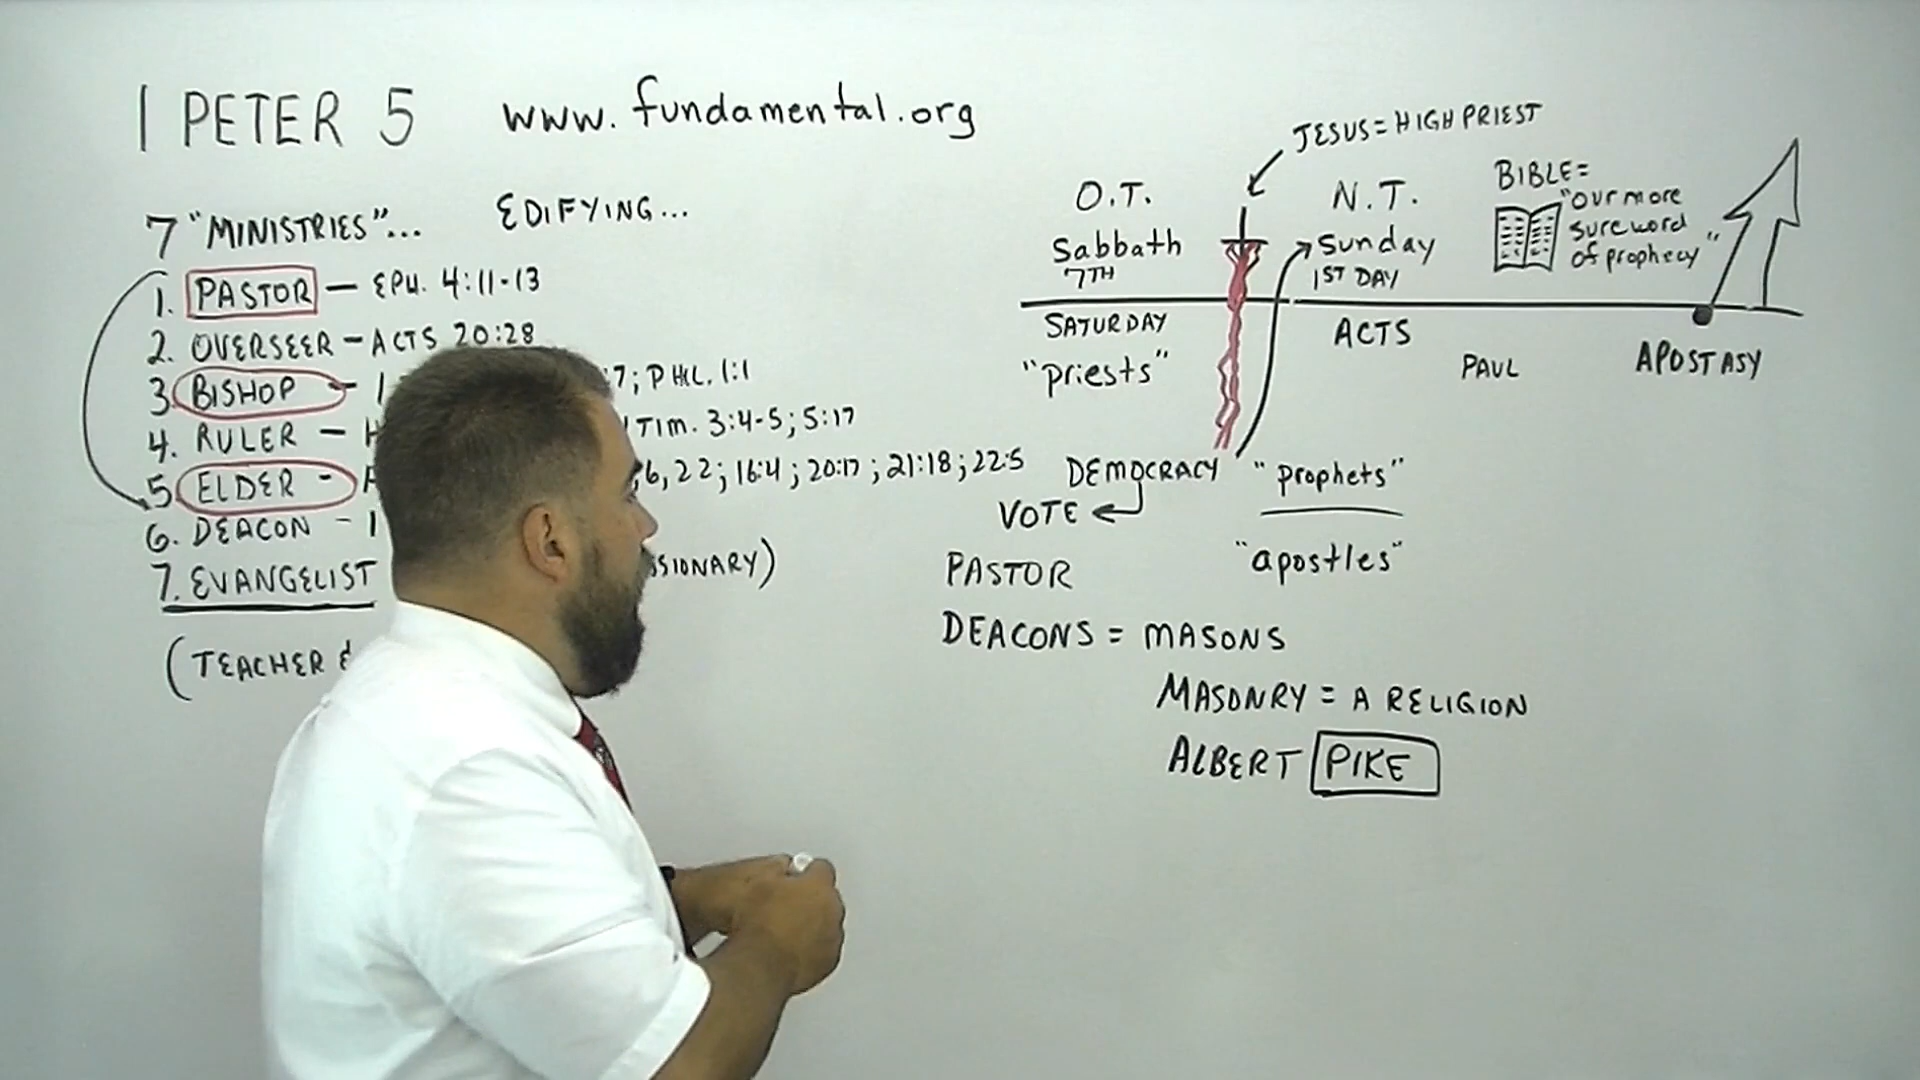 1 PETER 5 www.fundamental.org
7 "MINISTRIES"... EDIFYING...
1. PASTOR — EPH. 4:11-13
2. OVERSEER — ACTS 20:28
3. BISHOP - 1 7; PHIL. 1:1
4. RULER — H 1 TIM. 3:4-5; 5:17
5. ELDER - A 6, 22; 16:4; 20:17; 21:18; 22:5
6. DEACON - 1
7. EVANGELIST SSIONARY)
(TEACHER &
JESUS = HIGH PRIEST
O.T.
Sabbath
7TH
SATURDAY
"priests"
N.T.
Sunday
1ST DAY
ACTS
PAUL
BIBLE =
"our more
sure word
of prophecy"
APOSTASY
DEMOCRACY
VOTE
"prophets"
"apostles"
PASTOR
DEACONS = MASONS
MASONRY = A RELIGION
ALBERT PIKE